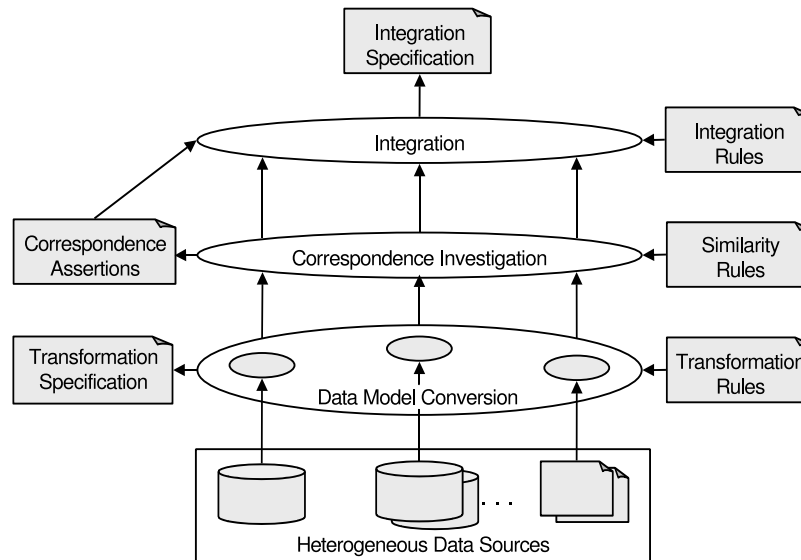 Integration
Specification
Integration
Integration
Rules
Correspondence
Assertions
Correspondence Investigation
Similarity
Rules
Transformation
Specification
Data Model Conversion
Transformation
Rules
. . .
Heterogeneous Data Sources